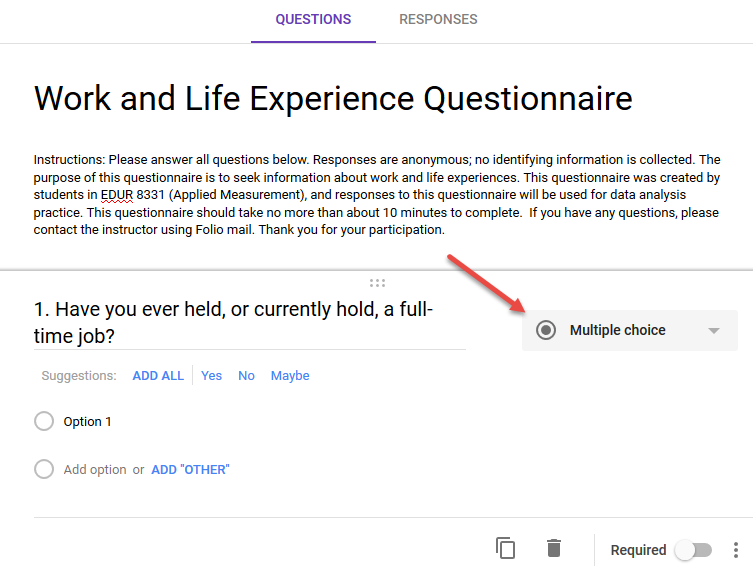 QUESTIONS RESPONSES
Work and Life Experience Questionnaire
Instructions: Please answer all questions below. Responses are anonymous; no identifying information is collected. The
purpose of this questionnaire is to seek information about work and life experiences. This questionnaire was created by
students in EDUR 8331 (Applied Measurement), and responses to this questionnaire will be used for data analysis
practice. This questionnaire should take no more than about 10 minutes to complete.  If you have any questions, please
contact the instructor using Folio mail. Thank you for your participation.
1. Have you ever held, or currently hold, a full-
time job?
Multiple choice
Suggestions: ADD ALL Yes No Maybe
Option 1
Add option or ADD "OTHER"
Required